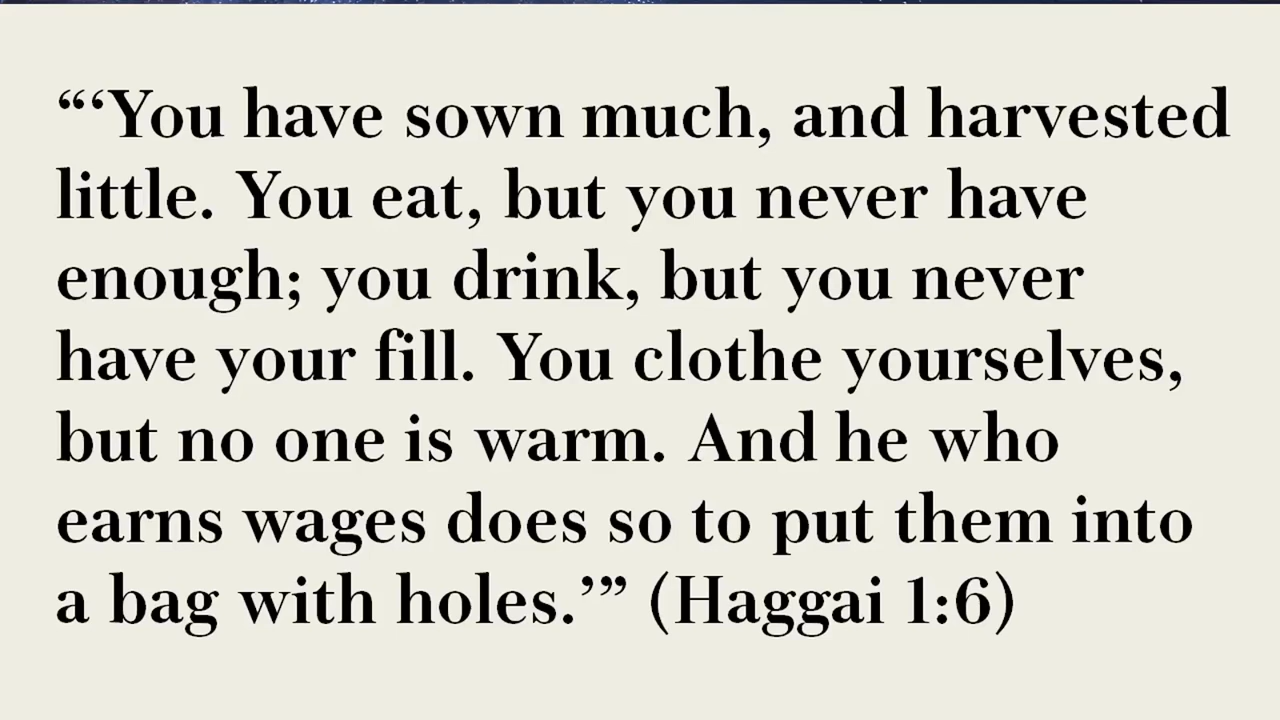 “‘You have sown much, and harvested
little. You eat, but you never have
enough; you drink, but you never
have your fill. You clothe yourselves,
but no one is warm. And he who
earns wages does so to put them into
a bag with holes.’” (Haggai 1:6)